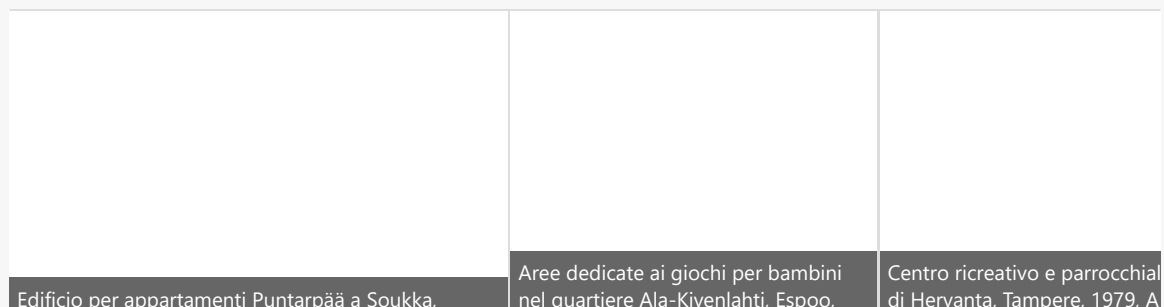 Edificio per appartamenti Puntarpää a Soukka,
Aree dedicate ai giochi per bambini
nel quartiere Ala-Kivenlahti, Espoo,
Centro ricreativo e parrocchial
di Hervanta, Tampere, 1979, A